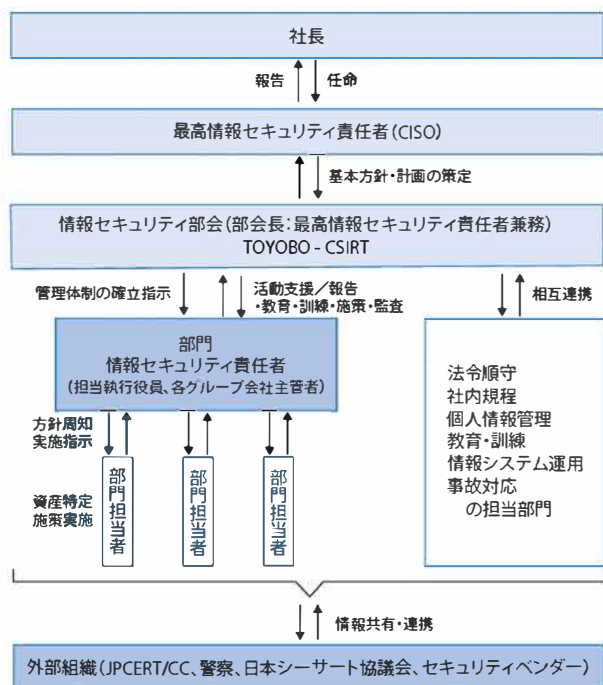 社長
報告
任命
最高情報セキュリティ責任者(CISO)
基本方針・計画の策定
情報セキュリティ部会(部会長:最高情報セキュリティ責任者兼務)
TOYOBO - CSIRT
管理体制の確立指示
活動支援/報告
・教育・訓練・施策・監査
相互連携
部門
情報セキュリティ責任者
(担当執行役員、各グループ会社主管者)
方針周知
実施指示
資産特定
施策実施
部門担当者
部門担当者
部門担当者
法令順守
社内規程
個人情報管理
教育・訓練
情報システム運用
事故対応
の担当部門
情報共有・連携
外部組織(JPCERT/CC、警察、日本シーサート協議会、セキュリティベンダー)